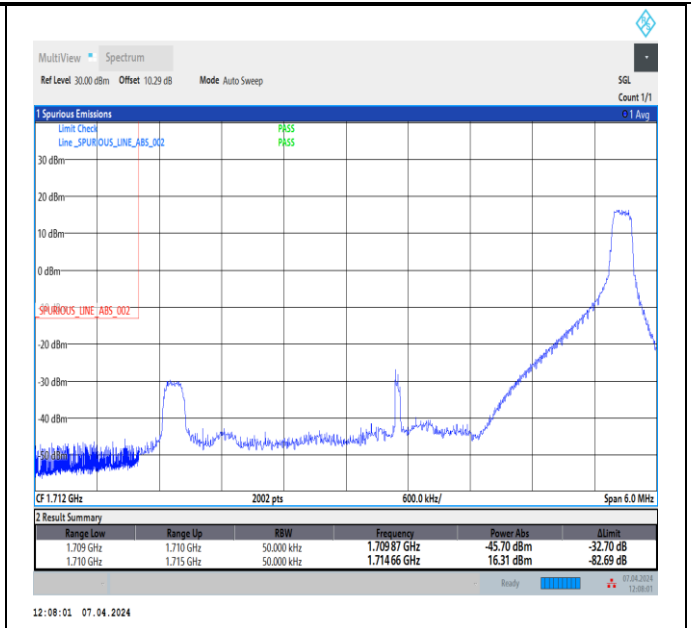 MultiView Spectrum
Ref Level 30.00 dBm Offset 10.29 dB Mode Auto Sweep SGL
Count 1/1
1 Spurious Emissions 1 Avg
Limit Check PASS
Line _SPURIOUS_LINE_ABS_002 PASS
30 dBm
20 dBm
10 dBm
0 dBm
_SPURIOUS_LINE_ABS_002
-20 dBm
-30 dBm
-40 dBm
-50 dBm
CF 1.712 GHz 2002 pts 600.0 kHz/ Span 6.0 MHz
2 Result Summary
Range Low Range Up RBW Frequency Power Abs ΔLimit
1.709 GHz 1.710 GHz 50.000 kHz 1.70987 GHz -45.70 dBm -32.70 dB
1.710 GHz 1.715 GHz 50.000 kHz 1.71466 GHz 16.31 dBm -82.69 dB
Ready 07.04.2024
12:08:01
12:08:01 07.04.2024